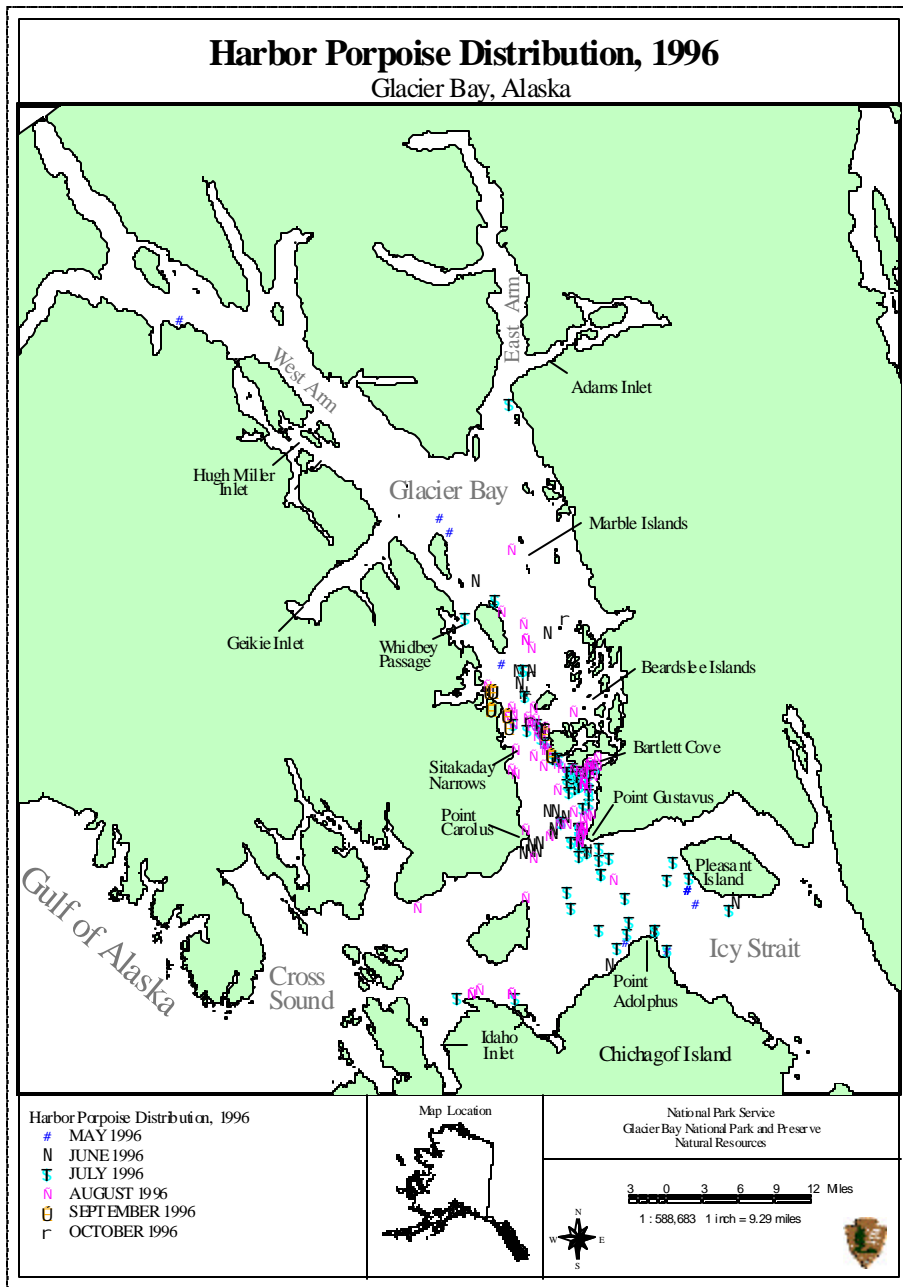 Harbor Porpoise Distribution, 1996
Glacier Bay, Alaska
East Arm
West Arm
Adams Inlet
Hugh Miller
Inlet
Glacier Bay
Marble Islands
Geikie Inlet
Whidbey
Passage
Beardslee Islands
Bartlett Cove
Sitakaday
Narrows
Point Gustavus
Point
Carolus
Pleasant
Island
Gulf of Alaska
Cross
Sound
Icy Strait
Point
Adolphus
Idaho
Inlet
Chichagof Island
Harbor Porpoise Distribution, 1996
# MAY 1996
N JUNE 1996
T JULY 1996
Ñ AUGUST 1996
Ú SEPTEMBER 1996
r OCTOBER 1996
Map Location
National Park Service
Glacier Bay National Park and Preserve
Natural Resources
3 0 3 6 9 12 Miles
1 : 588,683 1 inch = 9.29 miles
N
W E
S